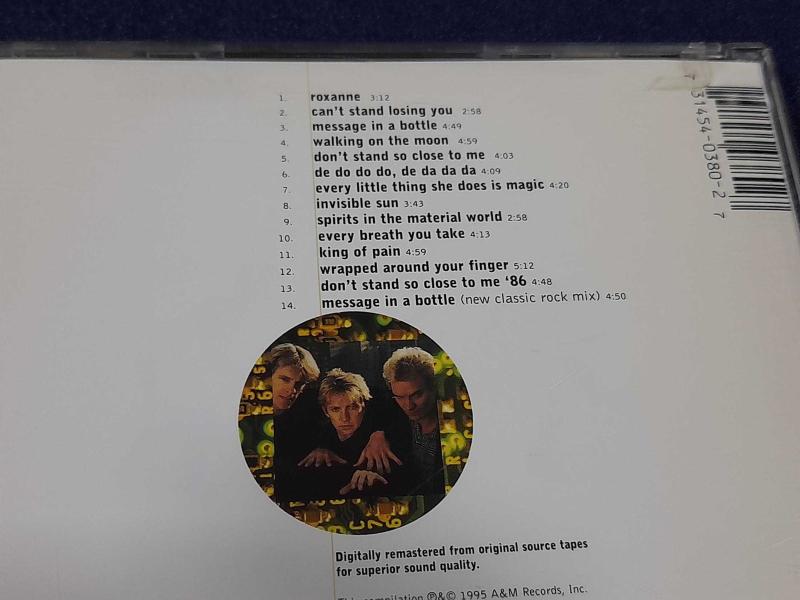 1. roxanne 3:12
2. can't stand losing you 2:58
3. message in a bottle 4:49
4. walking on the moon 4:59
5. don't stand so close to me 4:03
6. de do do do, de da da da 4:09
7. every little thing she does is magic 4:20
8. invisible sun 3:43
9. spirits in the material world 2:58
10. every breath you take 4:13
11. king of pain 4:59
12. wrapped around your finger 5:12
13. don't stand so close to me '86 4:48
14. message in a bottle (new classic rock mix) 4:50
7 31454-0380-2 7
Digitally remastered from original source tapes
for superior sound quality.
This compilation ℗&© 1995 A&M Records, Inc.